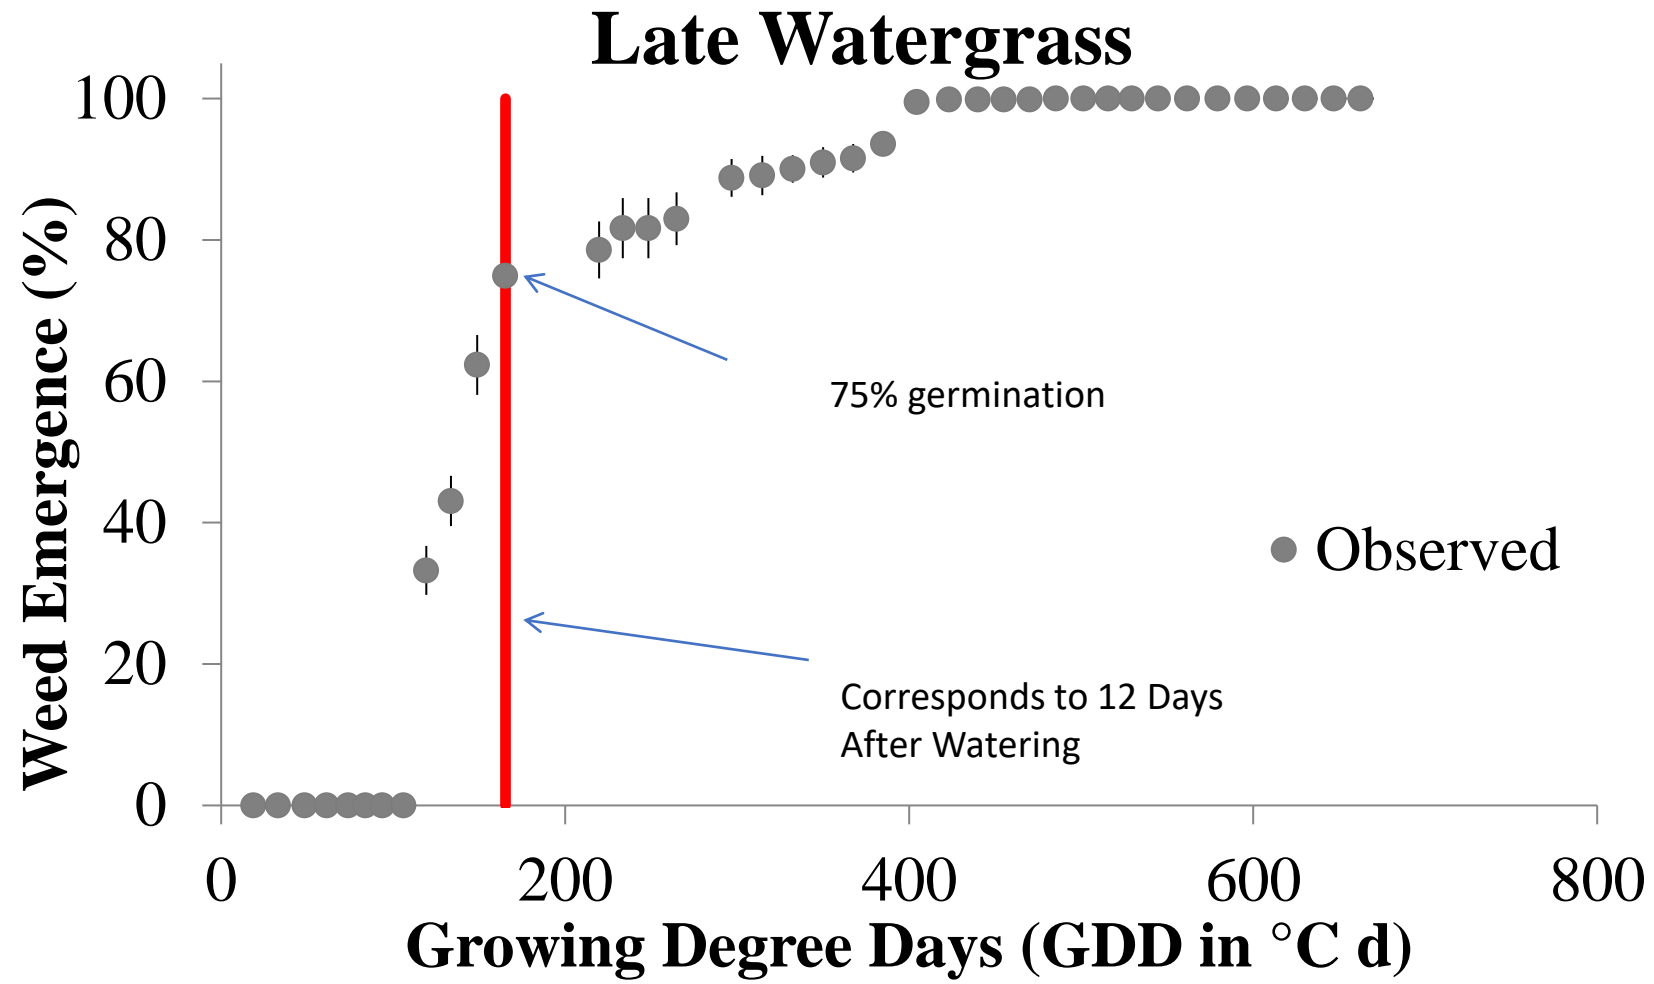 Late Watergrass
Weed Emergence (%)
100
80
60
40
20
0
75% germination
Observed
Corresponds to 12 Days
After Watering
0 200 400 600 800
Growing Degree Days (GDD in °C d)